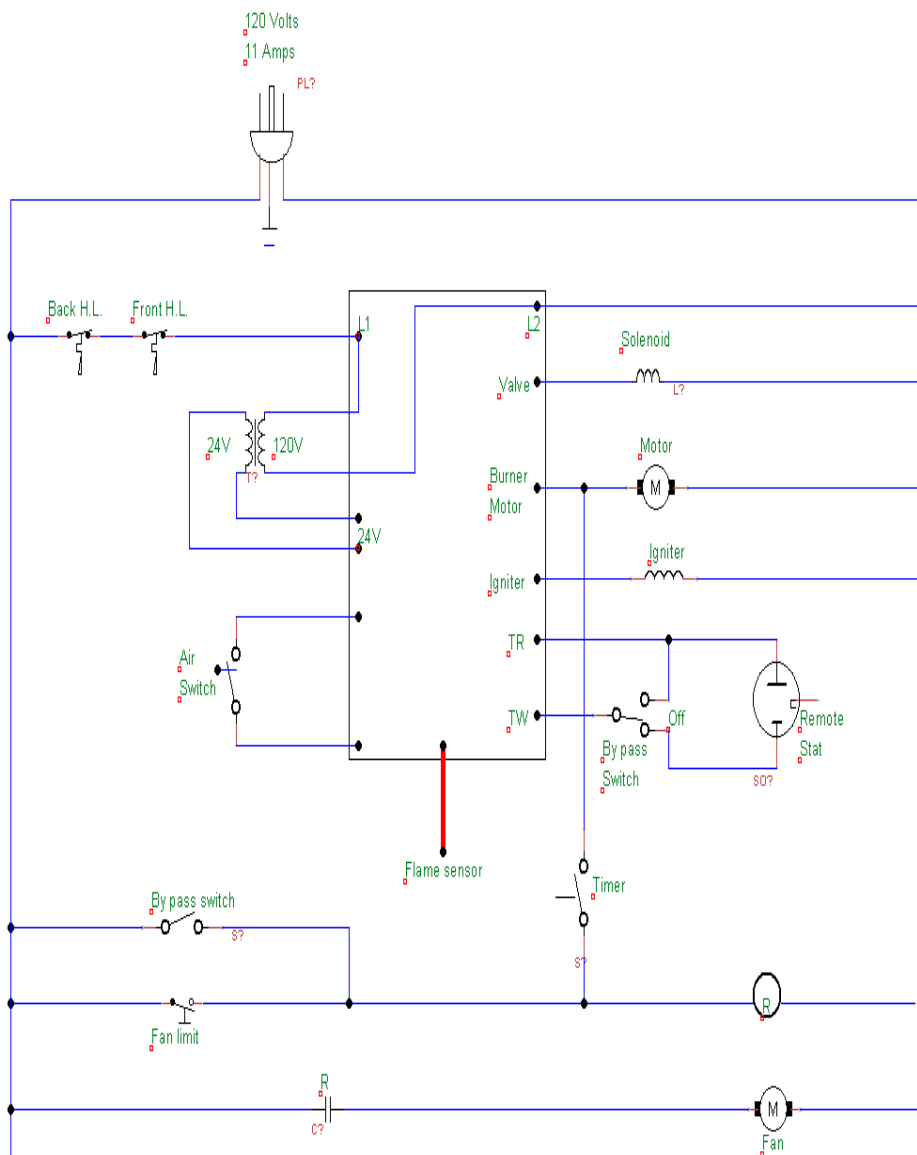 120 Volts
11 Amps
PL?
Back H.L.
Front H.L.
L1
L2
Solenoid
L?
Valve
24V
120V
T?
Motor
M
Burner
Motor
24V
Igniter
Igniter
Air
Switch
TR
TW
Off
Remote
Stat
By pass
Switch
SO?
Flame sensor
Timer
S?
By pass switch
S?
Fan limit
R
R
C?
M
Fan